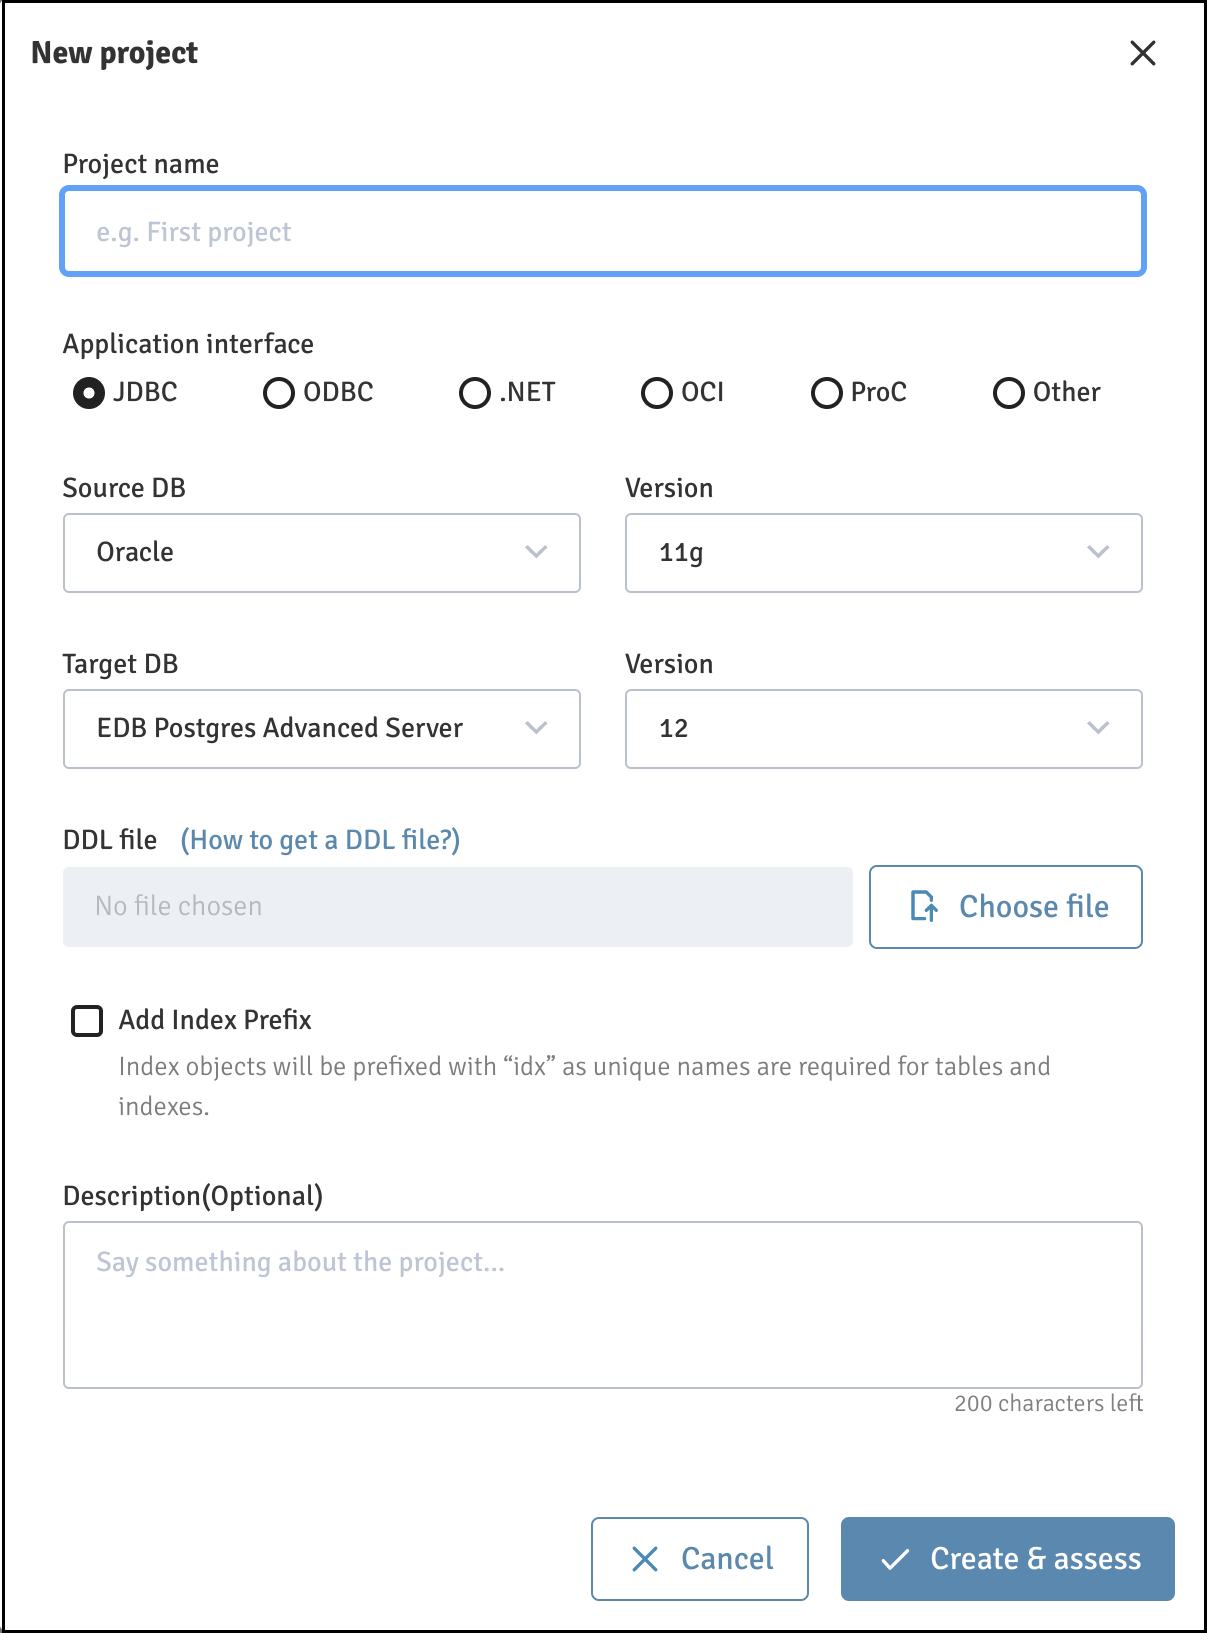 New project
Project name
e.g. First project
Application interface
JDBC ODBC .NET OCI ProC Other
Source DB Version
Oracle 11g
Target DB Version
EDB Postgres Advanced Server 12
DDL file (How to get a DDL file?)
No file chosen Choose file
Add Index Prefix
Index objects will be prefixed with “idx” as unique names are required for tables and
indexes.
Description(Optional)
Say something about the project...
200 characters left
Cancel Create & assess